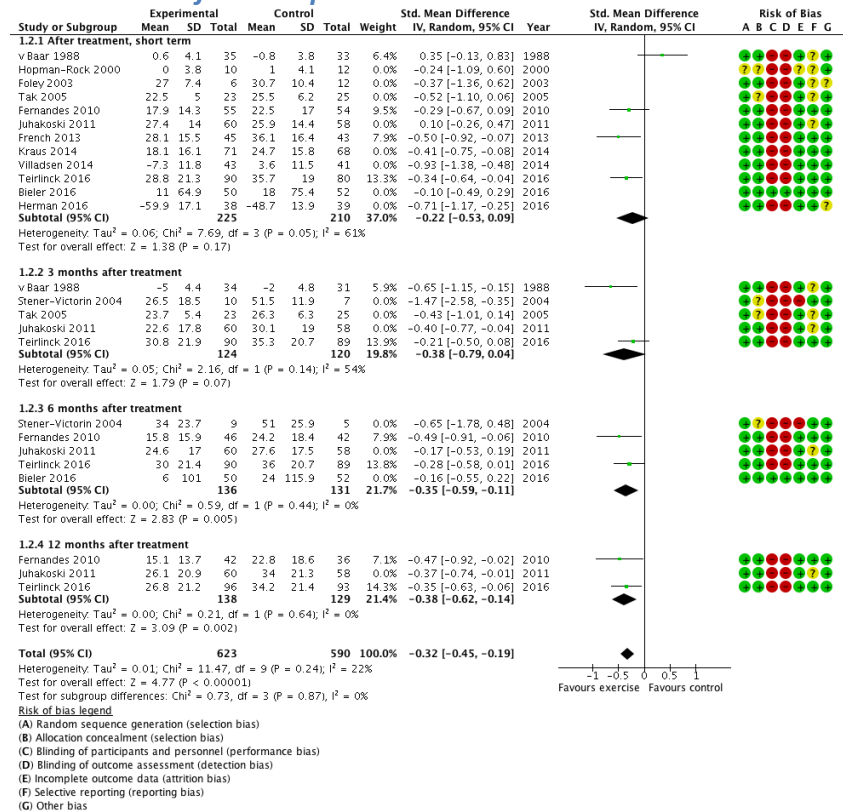 Experimental Control Std. Mean Difference Std. Mean Difference Risk of Bias
Study or Subgroup Mean SD Total Mean SD Total Weight IV, Random, 95% CI Year IV, Random, 95% CI A B C D E F G
1.2.1 After treatment, short term
v Baar 1988 0.6 4.1 35 -0.8 3.8 33 6.4% 0.35 [-0.13, 0.83] 1988 + + - - + ? +
Hopman-Rock 2000 0 3.8 10 1 4.1 12 0.0% -0.24 [-1.09, 0.60] 2000 ? ? - - ? ? +
Foley 2003 27 7.4 6 30.7 10.4 12 0.0% -0.37 [-1.36, 0.62] 2003 + + - - + ? ?
Tak 2005 22.5 5 23 25.5 6.2 25 0.0% -0.52 [-1.10, 0.06] 2005 + ? - - + ? +
Fernandes 2010 17.9 14.3 55 22.5 17 54 9.5% -0.29 [-0.67, 0.09] 2010 + + - - + + +
Juhakoski 2011 27.4 14 60 25.9 14.4 58 0.0% 0.10 [-0.26, 0.47] 2011 + + - - + ? +
French 2013 28.1 15.5 45 36.1 16.4 43 7.9% -0.50 [-0.92, -0.07] 2013 + + - - + + +
Kraus 2014 18.1 16.1 71 24.7 15.8 68 0.0% -0.41 [-0.75, -0.08] 2014 + + - - + + +
Villadsen 2014 -7.3 11.8 43 3.6 11.5 41 0.0% -0.93 [-1.38, -0.48] 2014 + + - - + + +
Teirlinck 2016 28.8 21.3 90 35.7 19 80 13.3% -0.34 [-0.64, -0.04] 2016 + + - - + + +
Bieler 2016 11 64.9 50 18 75.4 52 0.0% -0.10 [-0.49, 0.29] 2016 + + - - + + +
Herman 2016 -59.9 17.1 38 -48.7 13.9 39 0.0% -0.71 [-1.17, -0.25] 2016 + + - - + + ?
Subtotal (95% CI) 225 210 37.0% -0.22 [-0.53, 0.09]
Heterogeneity: Tau² = 0.06; Chi² = 7.69, df = 3 (P = 0.05); I² = 61%
Test for overall effect: Z = 1.38 (P = 0.17)
1.2.2 3 months after treatment
v Baar 1988 -5 4.4 34 -2 4.8 31 5.9% -0.65 [-1.15, -0.15] 1988 + + - - + ? +
Stener-Victorin 2004 26.5 18.5 10 51.5 11.9 7 0.0% -1.47 [-2.58, -0.35] 2004 + ? - - - + +
Tak 2005 23.7 5.4 23 26.3 6.3 25 0.0% -0.43 [-1.01, 0.14] 2005 + ? - - + ? +
Juhakoski 2011 22.6 17.8 60 30.1 19 58 0.0% -0.40 [-0.77, -0.04] 2011 + + - - + ? +
Teirlinck 2016 30.8 21.9 90 35.3 20.7 89 13.9% -0.21 [-0.50, 0.08] 2016 + + - - + + +
Subtotal (95% CI) 124 120 19.8% -0.38 [-0.79, 0.04]
Heterogeneity: Tau² = 0.05; Chi² = 2.16, df = 1 (P = 0.14); I² = 54%
Test for overall effect: Z = 1.79 (P = 0.07)
1.2.3 6 months after treatment
Stener-Victorin 2004 34 23.7 9 51 25.9 5 0.0% -0.65 [-1.78, 0.48] 2004 + ? - - - + +
Fernandes 2010 15.8 15.9 46 24.2 18.4 42 7.9% -0.49 [-0.91, -0.06] 2010 + + - - + + +
Juhakoski 2011 24.6 17 60 27.6 17.5 58 0.0% -0.17 [-0.53, 0.19] 2011 + + - - + ? +
Teirlinck 2016 30 21.4 90 36 20.7 89 13.8% -0.28 [-0.58, 0.01] 2016 + + - - + + +
Bieler 2016 6 101 50 24 115.9 52 0.0% -0.16 [-0.55, 0.22] 2016 + + + + + + +
Subtotal (95% CI) 136 131 21.7% -0.35 [-0.59, -0.11]
Heterogeneity: Tau² = 0.00; Chi² = 0.59, df = 1 (P = 0.44); I² = 0%
Test for overall effect: Z = 2.83 (P = 0.005)
1.2.4 12 months after treatment
Fernandes 2010 15.1 13.7 42 22.8 18.6 36 7.1% -0.47 [-0.92, -0.02] 2010 + + - - + + +
Juhakoski 2011 26.1 20.9 60 34 21.3 58 0.0% -0.37 [-0.74, -0.01] 2011 + + - - + ? +
Teirlinck 2016 26.8 21.2 96 34.2 21.4 93 14.3% -0.35 [-0.63, -0.06] 2016 + + - - + + +
Subtotal (95% CI) 138 129 21.4% -0.38 [-0.62, -0.14]
Heterogeneity: Tau² = 0.00; Chi² = 0.21, df = 1 (P = 0.64); I² = 0%
Test for overall effect: Z = 3.09 (P = 0.002)
Total (95% CI) 623 590 100.0% -0.32 [-0.45, -0.19]
Heterogeneity: Tau² = 0.01; Chi² = 11.47, df = 9 (P = 0.24); I² = 22%
Test for overall effect: Z = 4.77 (P < 0.00001)
Test for subgroup differences: Chi² = 0.73, df = 3 (P = 0.87), I² = 0%
-1 -0.5 0 0.5 1
Favours exercise Favours control
Risk of bias legend
(A) Random sequence generation (selection bias)
(B) Allocation concealment (selection bias)
(C) Blinding of participants and personnel (performance bias)
(D) Blinding of outcome assessment (detection bias)
(E) Incomplete outcome data (attrition bias)
(F) Selective reporting (reporting bias)
(G) Other bias